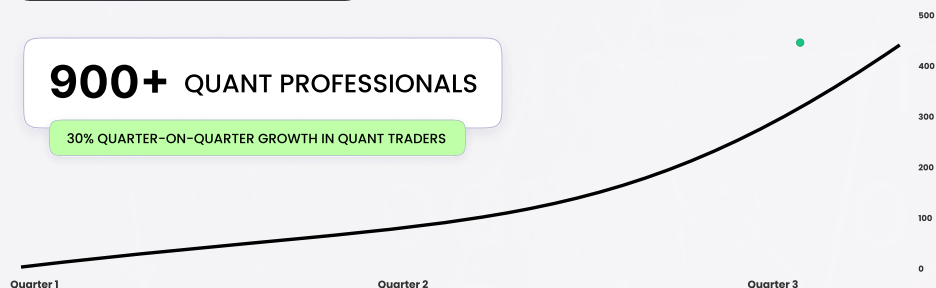 500
900+ QUANT PROFESSIONALS
400
300
30% QUARTER-ON-QUARTER GROWTH IN QUANT TRADERS
200
100
0
Quarter 1 Quarter 2 Quarter 3